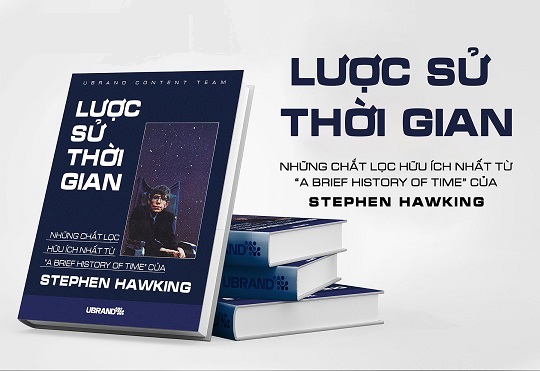 UBRAND CONTENT TEAM
LƯỢC
SỬ
THỜI
GIAN
NHỮNG CHẮT LỌC
HỮU ÍCH NHẤT TỪ
"A BRIEF HISTORY OF TIME" CỦA
STEPHEN HAWKING
UBRAND
LƯỢC SỬ
THỜI GIAN
NHỮNG CHẮT LỌC HỮU ÍCH NHẤT TỪ
“A BRIEF HISTORY OF TIME” CỦA
STEPHEN HAWKING
UBRAND
UBRAND
UBRAND